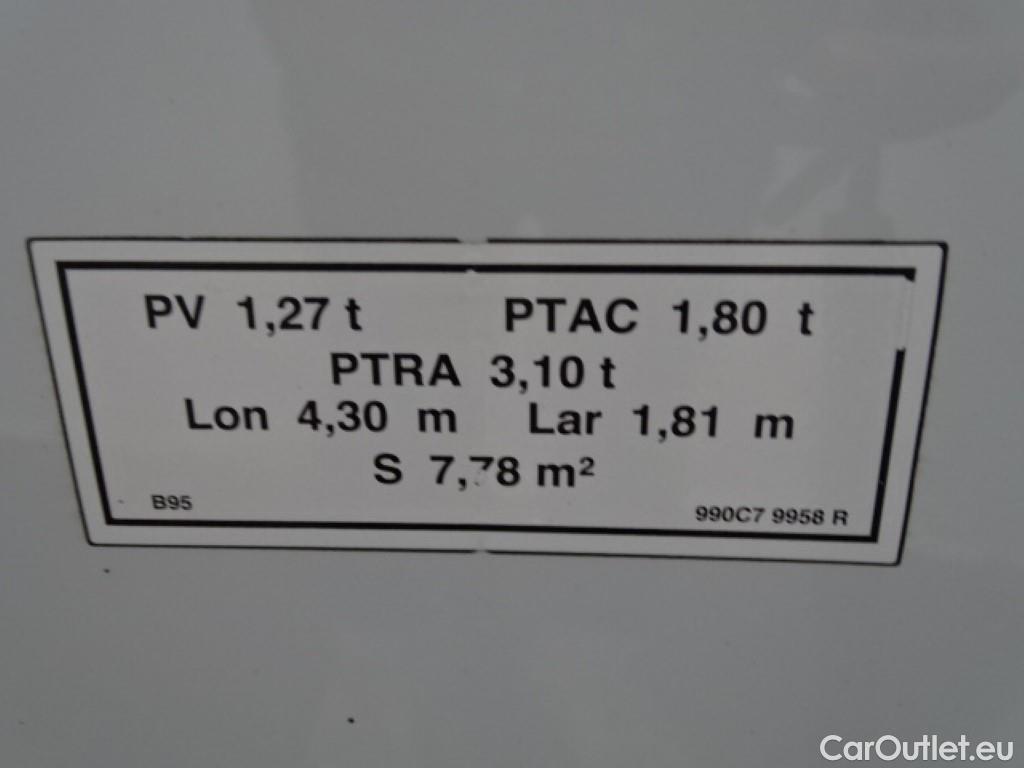 PV 1,27 t PTAC 1,80 t
PTRA 3,10 t
Lon 4,30 m Lar 1,81 m
S 7,78 m²
B95 990C7 9958 R
CarOutlet.eu